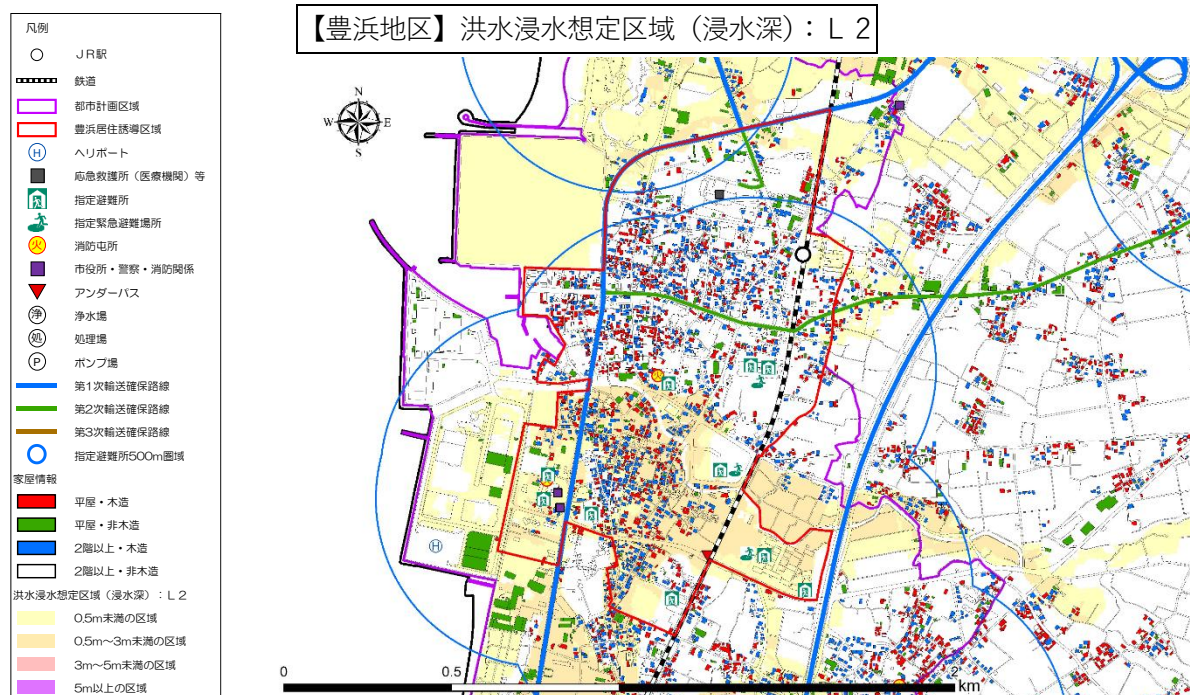 【豊浜地区】洪水浸水想定区域（浸水深）：Ｌ２
凡例
ＪＲ駅
鉄道
都市計画区域
豊浜居住誘導区域
H
ヘリポート
応急救護所（医療機関）等
指定避難所
指定緊急避難場所
火
消防屯所
市役所・警察・消防関係
アンダーパス
浄
浄水場
処
処理場
P
ポンプ場
第1次輸送確保路線
第2次輸送確保路線
第3次輸送確保路線
指定避難所500m圏域
家屋情報
平屋・木造
平屋・非木造
2階以上・木造
2階以上・非木造
洪水浸水想定区域（浸水深）：Ｌ２
0.5m未満の区域
0.5m～3m未満の区域
3m～5m未満の区域
5m以上の区域
N
W
E
S
火
H
0
0.5
2
km